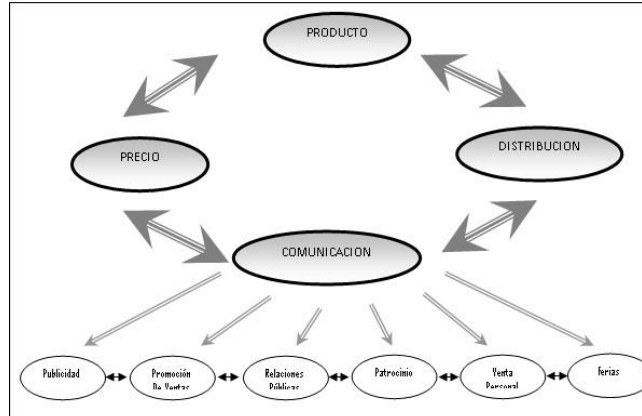 PRODUCTO
PRECIO
DISTRIBUCION
COMUNICACION
Publicidad
Promoción
De Ventas
Relaciones
Públicas
Patrocinio
Venta
Personal
Ferias